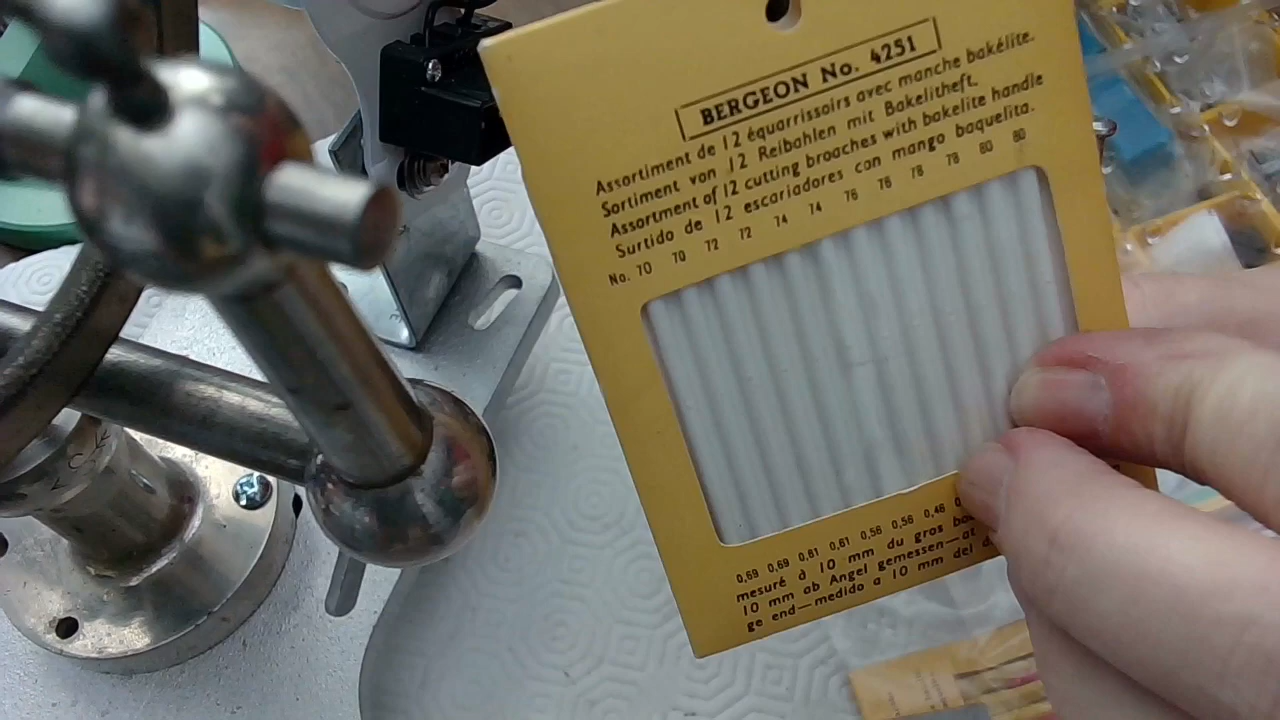 BERGEON No. 4251
Assortiment de 12 équarrissoirs avec manche bakélite.
Sortiment von 12 Reibahlen mit Bakelitheft.
Assortment of 12 cutting broaches with bakelite handle
Surtido de 12 escariadores con mango baquelita.
No. 70 70 72 72 74 74 76 76 78 78 80 80
0,69 0,69 0,61 0,61 0,56 0,56 0,46
mesuré à 10 mm du gros
10 mm ab Angel gemessen—at
ge end—medido a 10 mm del